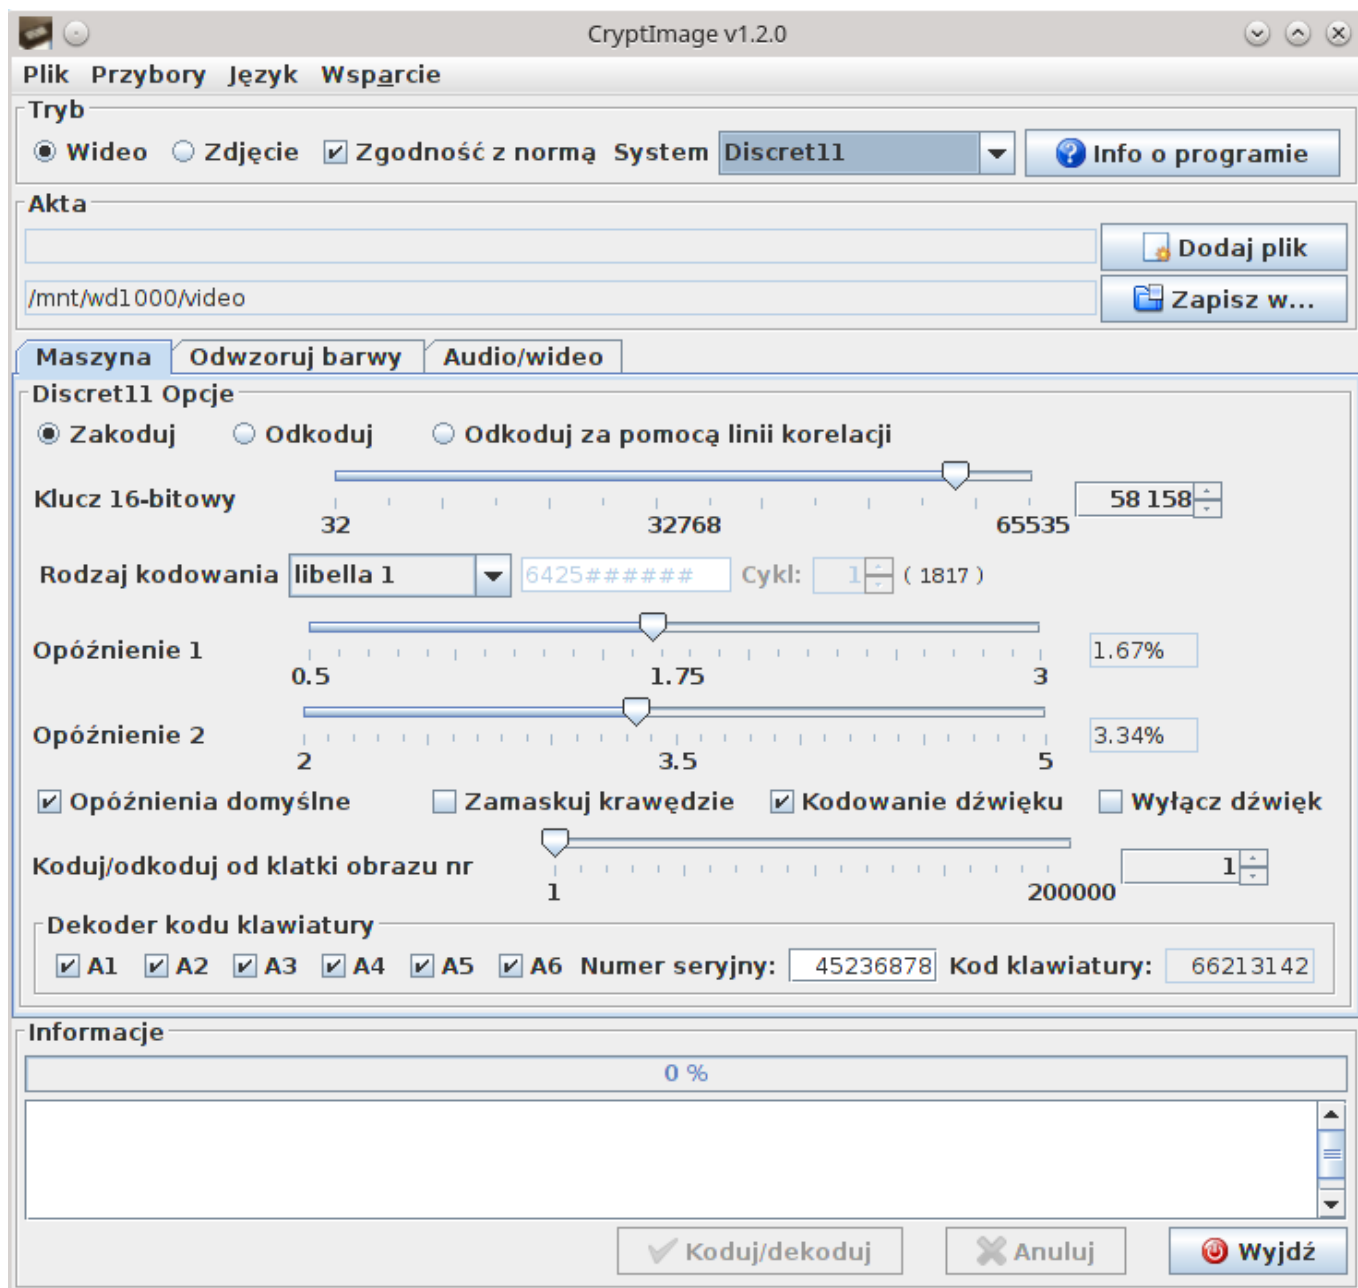 CryptImage v1.2.0
Plik Przybory Język Wsparcie
Tryb
Wideo Zdjęcie Zgodność z normą System Discret11 Info o programie
Akta
Dodaj plik
/mnt/wd1000/video Zapisz w...
Maszyna Odwzoruj barwy Audio/wideo
Discret11 Opcje
Zakoduj Odkoduj Odkoduj za pomocą linii korelacji
Klucz 16-bitowy 58 158
32 32768 65535
Rodzaj kodowania libella 1 6425###### Cykl: 1 ( 1817 )
Opóźnienie 1 1.67%
0.5 1.75 3
Opóźnienie 2 3.34%
2 3.5 5
Opóźnienia domyślne Zamaskuj krawędzie Kodowanie dźwięku Wyłącz dźwięk
Koduj/odkoduj od klatki obrazu nr 1
1 200000
Dekoder kodu klawiatury
A1 A2 A3 A4 A5 A6 Numer seryjny: 45236878 Kod klawiatury: 66213142
Informacje
0 %
Koduj/dekoduj Anuluj Wyjdź